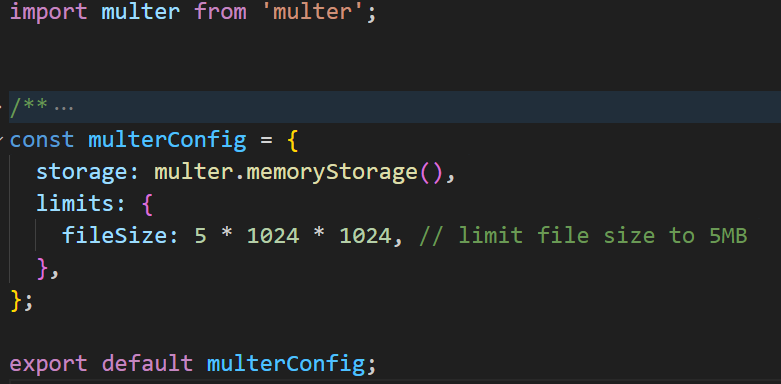 import multer from 'multer';
/** ...
const multerConfig = {
storage: multer.memoryStorage(),
limits: {
fileSize: 5 * 1024 * 1024, // limit file size to 5MB
},
};
export default multerConfig;